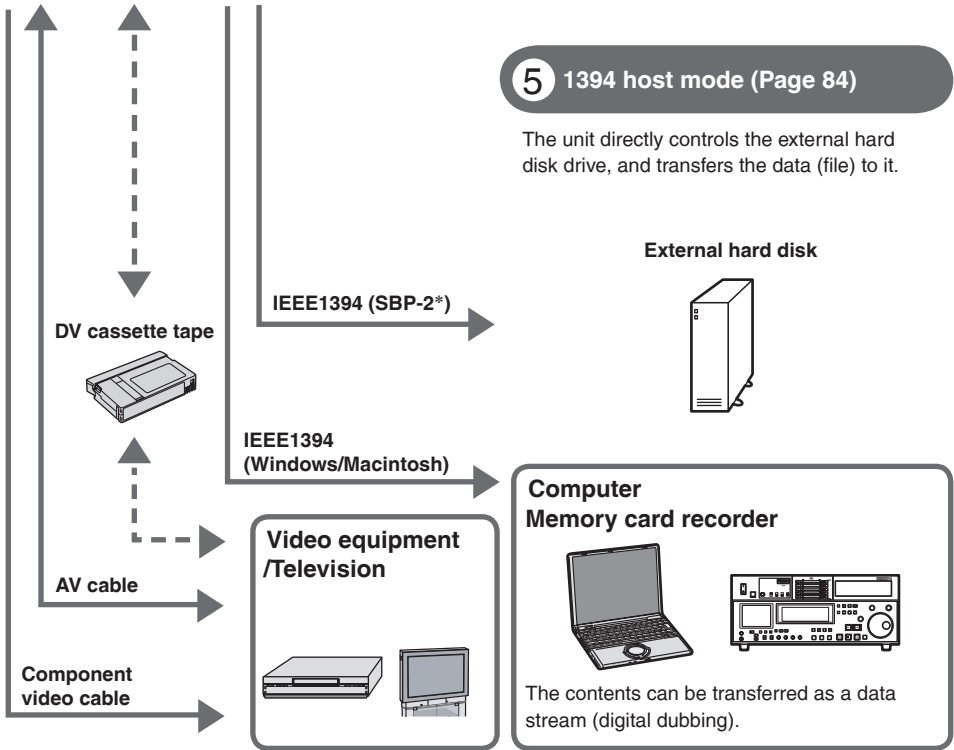 5 1394 host mode (Page 84)
The unit directly controls the external hard
disk drive, and transfers the data (file) to it.
External hard disk
IEEE1394 (SBP-2*)
DV cassette tape
IEEE1394
(Windows/Macintosh)
Computer
Memory card recorder
Video equipment
/Television
AV cable
Component
video cable
The contents can be transferred as a data
stream (digital dubbing).